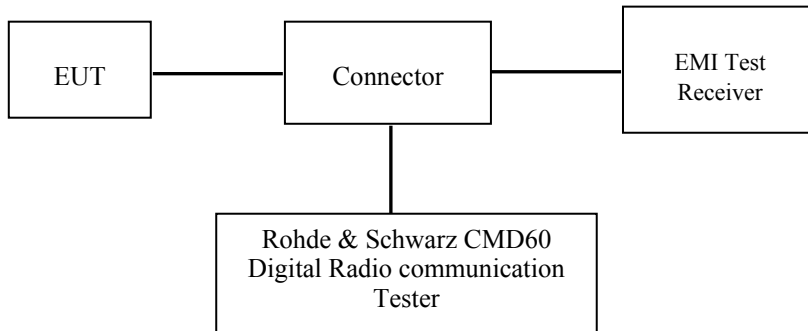 EUT
Connector
EMI Test
Receiver
Rohde & Schwarz CMD60
Digital Radio communication
Tester